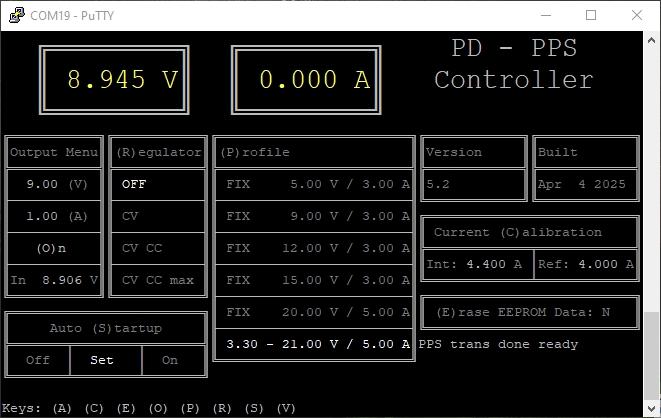 COM19 - PuTTY
8.945 V
0.000 A
PD - PPS
Controller
Output Menu
9.00 (V)
1.00 (A)
(O)n
In 8.906 V
(R)egulator
OFF
CV
CV CC
CV CC max
(P)rofile
FIX 5.00 V / 3.00 A
FIX 9.00 V / 3.00 A
FIX 12.00 V / 3.00 A
FIX 15.00 V / 3.00 A
FIX 20.00 V / 5.00 A
3.30 - 21.00 V / 5.00 A
PPS trans done ready
Version
5.2
Built
Apr 4 2025
Current (C)alibration
Int: 4.400 A
Ref: 4.000 A
(E)rase EEPROM Data: N
Auto (S)tartup
Off
Set
On
Keys: (A) (C) (E) (O) (P) (R) (S) (V)